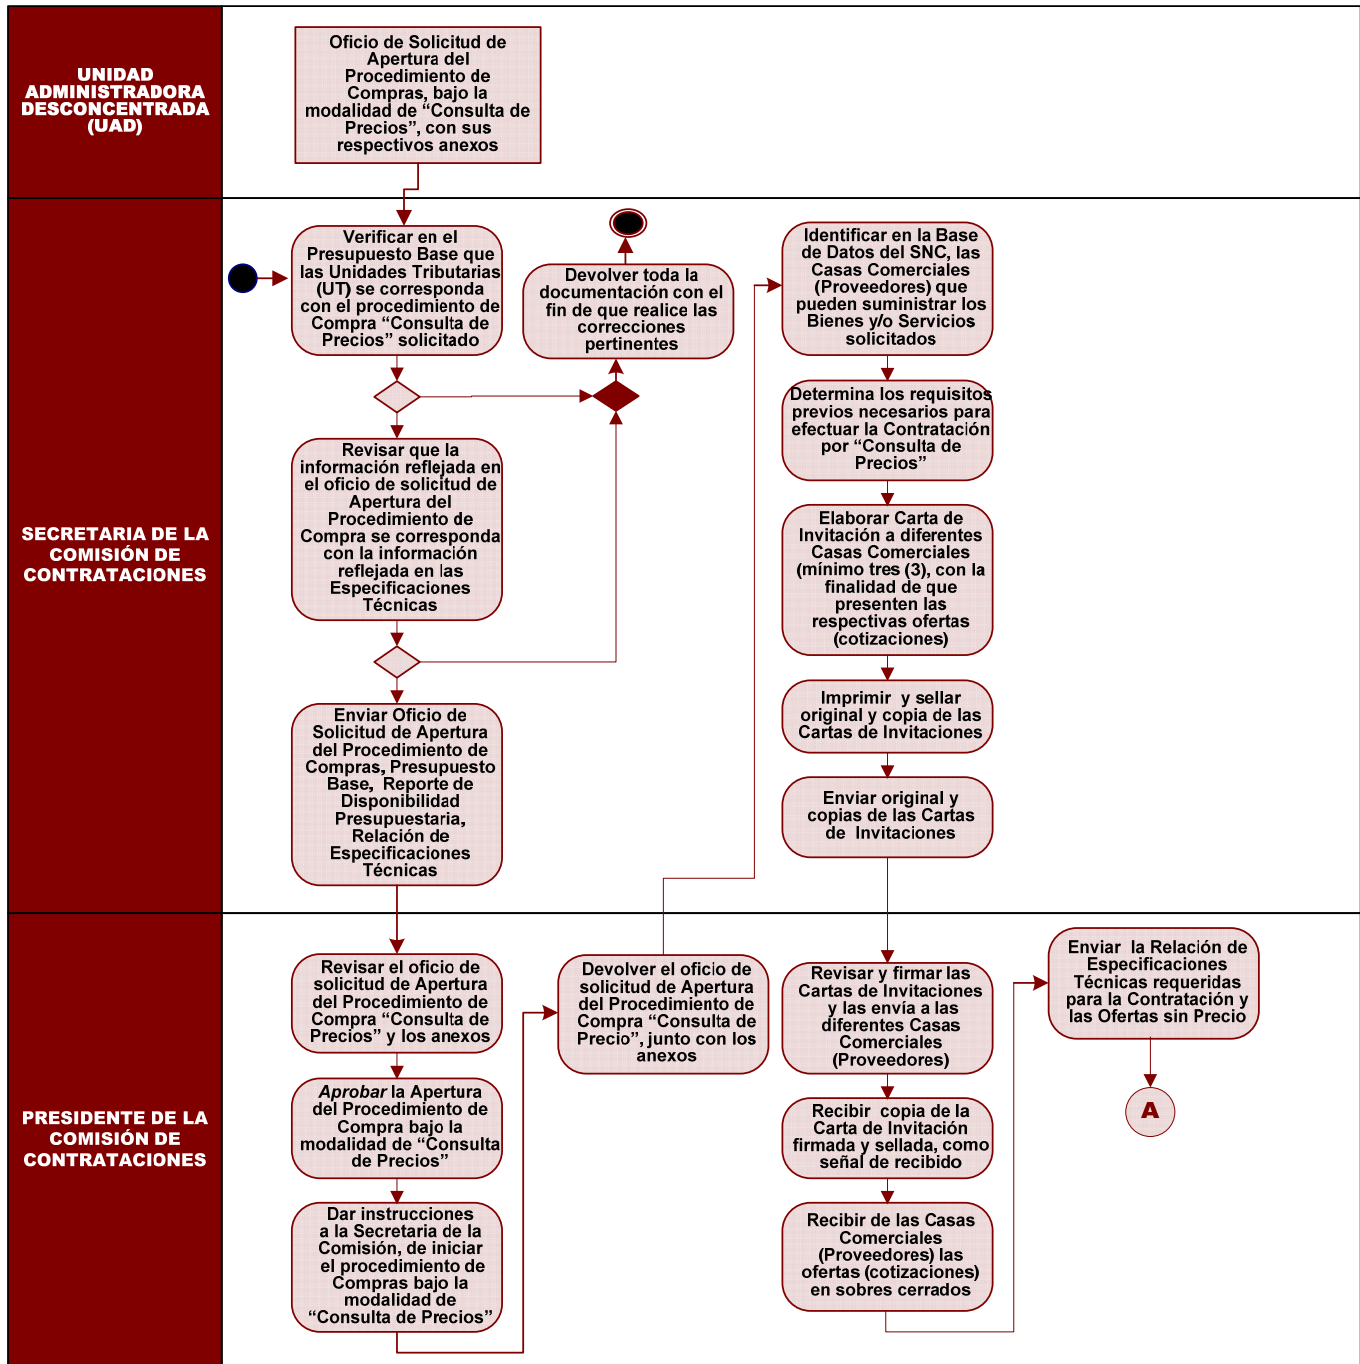 UNIDAD
ADMINISTRADORA
DESCONCENTRADA
(UAD)
Oficio de Solicitud de
Apertura del
Procedimiento de
Compras, bajo la
modalidad de “Consulta de
Precios”, con sus
respectivos anexos
SECRETARIA DE LA
COMISIÓN DE
CONTRATACIONES
Verificar en el
Presupuesto Base que
las Unidades Tributarias
(UT) se corresponda
con el procedimiento de
Compra “Consulta de
Precios” solicitado
Devolver toda la
documentación con el
fin de que realice las
correcciones
pertinentes
Revisar que la
información reflejada en
el oficio de solicitud de
Apertura del
Procedimiento de
Compra se corresponda
con la información
reflejada en las
Especificaciones
Técnicas
Enviar Oficio de
Solicitud de Apertura
del Procedimiento de
Compras, Presupuesto
Base, Reporte de
Disponibilidad
Presupuestaria,
Relación de
Especificaciones
Técnicas
Identificar en la Base
de Datos del SNC, las
Casas Comerciales
(Proveedores) que
pueden suministrar los
Bienes y/o Servicios
solicitados
Determina los requisitos
previos necesarios para
efectuar la Contratación
por “Consulta de
Precios”
Elaborar Carta de
Invitación a diferentes
Casas Comerciales
(mínimo tres (3), con la
finalidad de que
presenten las
respectivas ofertas
(cotizaciones)
Imprimir y sellar
original y copia de las
Cartas de Invitaciones
Enviar original y
copias de las Cartas
de Invitaciones
PRESIDENTE DE LA
COMISIÓN DE
CONTRATACIONES
Revisar el oficio de
solicitud de Apertura
del Procedimiento de
Compra “Consulta de
Precios” y los anexos
Aprobar la Apertura
del Procedimiento de
Compra bajo la
modalidad de “Consulta
de Precios”
Dar instrucciones
a la Secretaria de la
Comisión, de iniciar
el procedimiento de
Compras bajo la
modalidad de
“Consulta de Precios”
Devolver el oficio de
solicitud de Apertura
del Procedimiento de
Compra “Consulta de
Precio”, junto con los
anexos
Revisar y firmar las
Cartas de Invitaciones
y las envía a las
diferentes Casas
Comerciales
(Proveedores)
Recibir copia de la
Carta de Invitación
firmada y sellada, como
señal de recibido
Recibir de las Casas
Comerciales
(Proveedores) las
ofertas (cotizaciones)
en sobres cerrados
Enviar la Relación de
Especificaciones
Técnicas requeridas
para la Contratación y
las Ofertas sin Precio
A